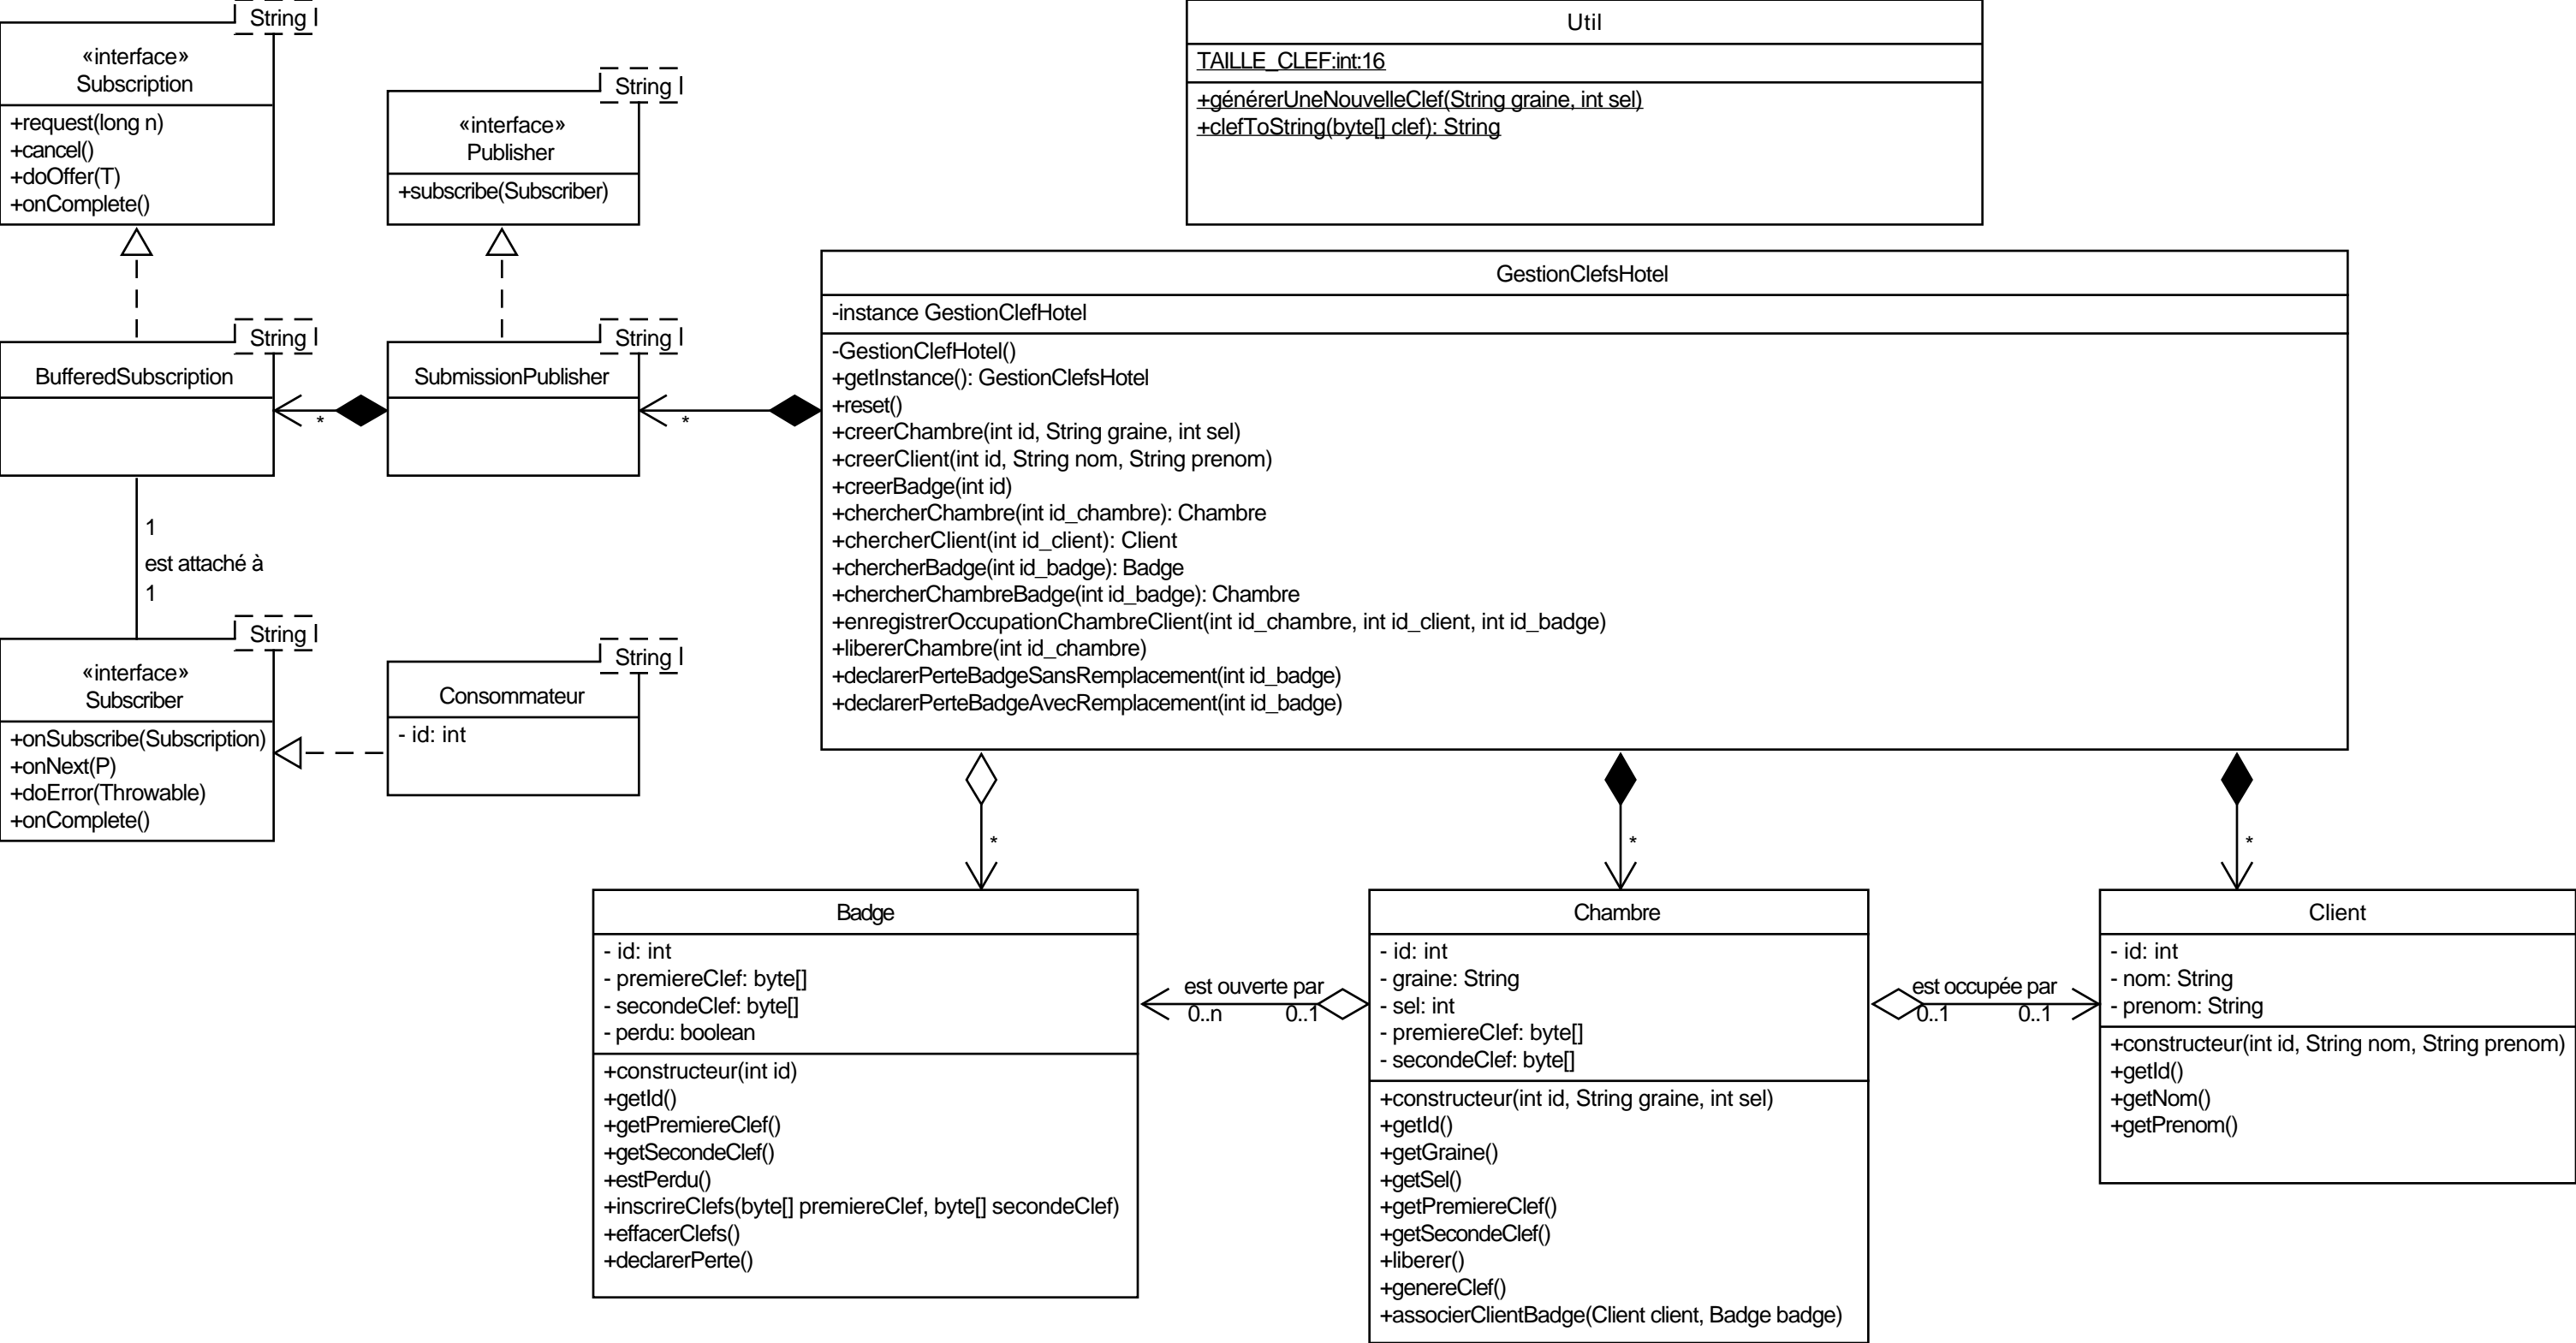 String
«interface»
Subscription
+request(long n)
+cancel()
+doOffer(T)
+onComplete()
String
«interface»
Publisher
+subscribe(Subscriber)
Util
TAILLE_CLEF:int:16
+générerUneNouvelleClef(String graine, int sel)
+clefToString(byte[] clef): String
String
BufferedSubscription
*
String
SubmissionPublisher
*
GestionClefsHotel
-instance GestionClefHotel
-GestionClefHotel()
+getInstance(): GestionClefsHotel
+reset()
+creerChambre(int id, String graine, int sel)
+creerClient(int id, String nom, String prenom)
+creerBadge(int id)
+chercherChambre(int id_chambre): Chambre
+chercherClient(int id_client): Client
+chercherBadge(int id_badge): Badge
+chercherChambreBadge(int id_badge): Chambre
+enregistrerOccupationChambreClient(int id_chambre, int id_client, int id_badge)
+libererChambre(int id_chambre)
+declarerPerteBadgeSansRemplacement(int id_badge)
+declarerPerteBadgeAvecRemplacement(int id_badge)
1
est attaché à
1
String
«interface»
Subscriber
+onSubscribe(Subscription)
+onNext(P)
+doError(Throwable)
+onComplete()
String
Consommateur
- id: int
*
*
*
Badge
- id: int
- premiereClef: byte[]
- secondeClef: byte[]
- perdu: boolean
+constructeur(int id)
+getId()
+getPremiereClef()
+getSecondeClef()
+estPerdu()
+inscrireClefs(byte[] premiereClef, byte[] secondeClef)
+effacerClefs()
+declarerPerte()
est ouverte par
0..n 0..1
Chambre
- id: int
- graine: String
- sel: int
- premiereClef: byte[]
- secondeClef: byte[]
+constructeur(int id, String graine, int sel)
+getId()
+getGraine()
+getSel()
+getPremiereClef()
+getSecondeClef()
+liberer()
+genereClef()
+associerClientBadge(Client client, Badge badge)
est occupée par
0..1 0..1
Client
- id: int
- nom: String
- prenom: String
+constructeur(int id, String nom, String prenom)
+getId()
+getNom()
+getPrenom()